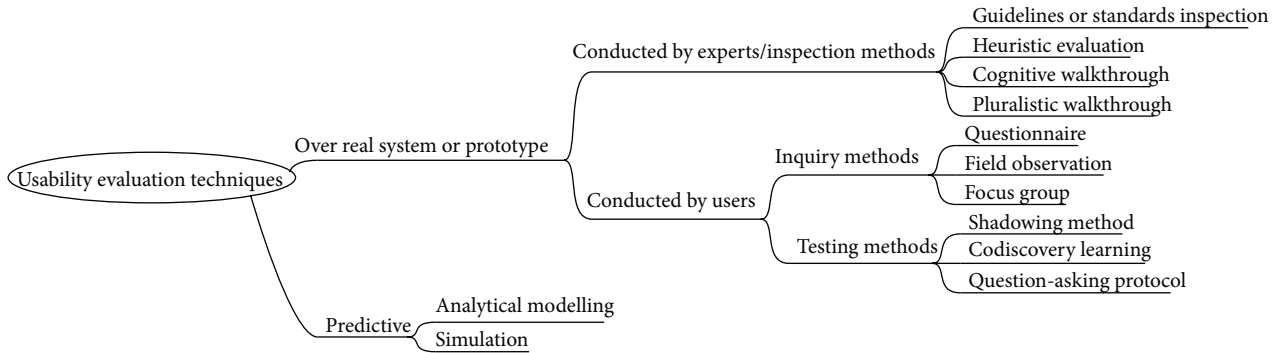 Usability evaluation techniques
Over real system or prototype
Conducted by experts/inspection methods
Guidelines or standards inspection
Heuristic evaluation
Cognitive walkthrough
Pluralistic walkthrough
Conducted by users
Inquiry methods
Questionnaire
Field observation
Focus group
Testing methods
Shadowing method
Codiscovery learning
Question-asking protocol
Predictive
Analytical modelling
Simulation